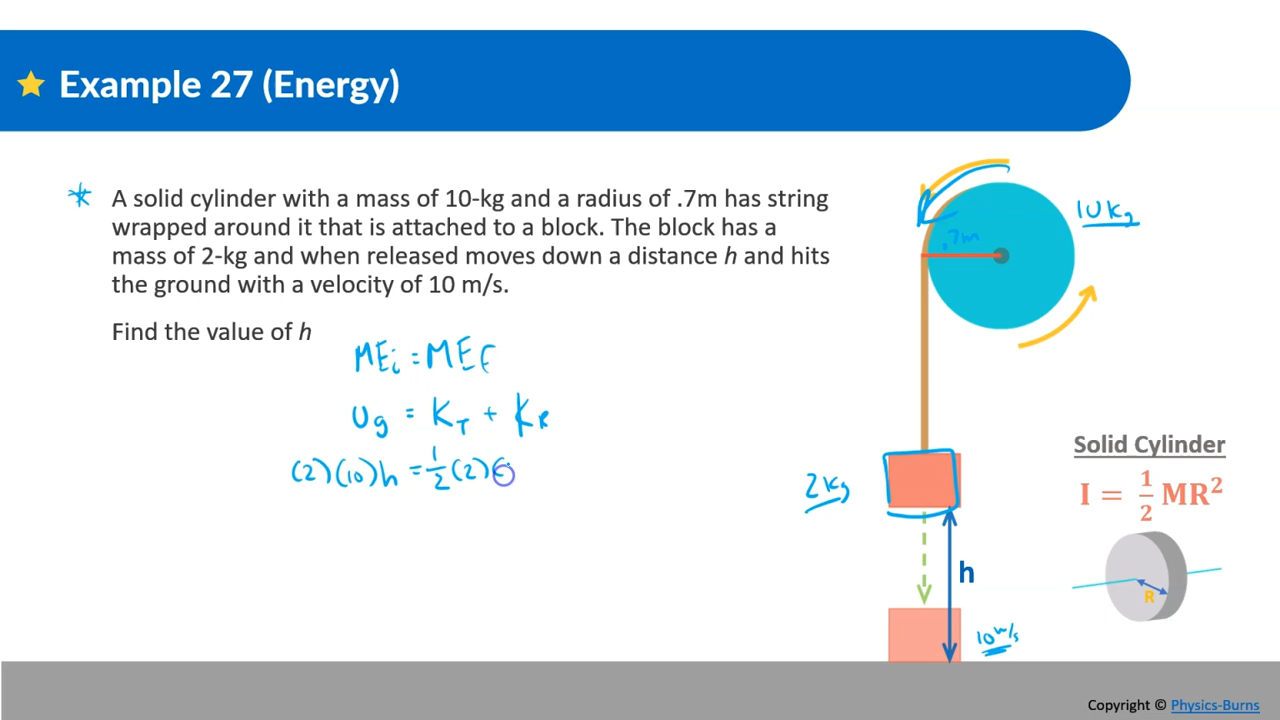 Example 27 (Energy)
A solid cylinder with a mass of 10-kg and a radius of .7m has string
wrapped around it that is attached to a block. The block has a
mass of 2-kg and when released moves down a distance h and hits
the ground with a velocity of 10 m/s.
Find the value of h
MEi = MEf
Ug = KT + KR
(2)(10)h = 1/2 (2)(
10kg
.7m
2kg
h
10 m/s
Solid Cylinder
I = 1/2 MR²
R
Copyright © Physics-Burns